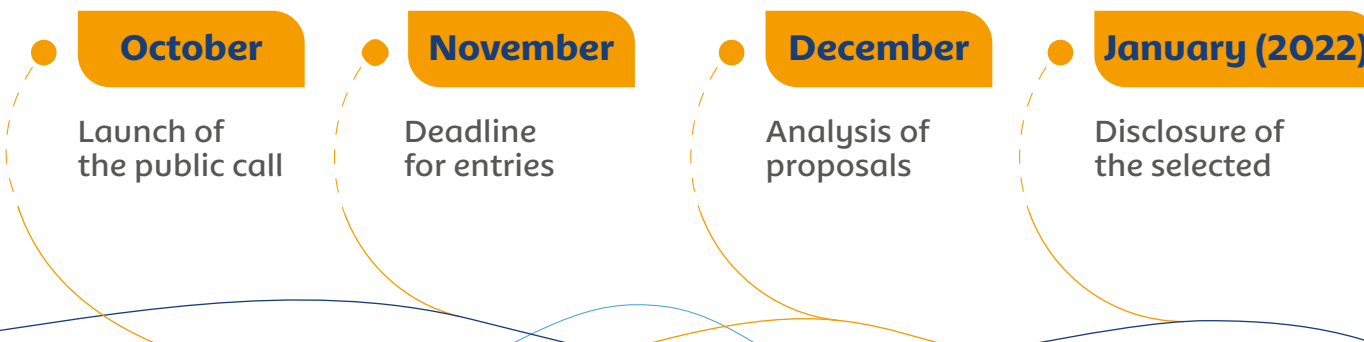 October
Launch of
the public call
November
Deadline
for entries
December
Analysis of
proposals
January (2022)
Disclosure of
the selected